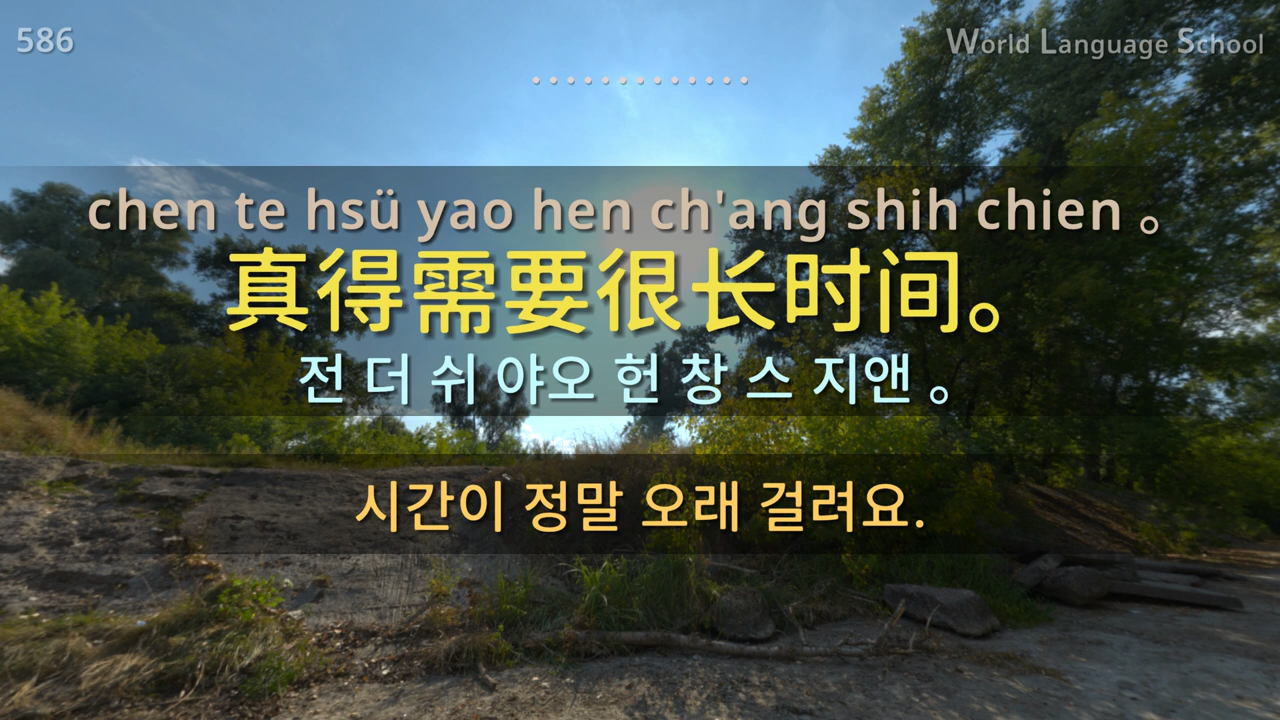 586
World Language School
chen te hsü yao hen ch'ang shih chien 。
真得需要很长时间。
전 더 쉬 야오 헌 창 스 지앤 。
시간이 정말 오래 걸려요.